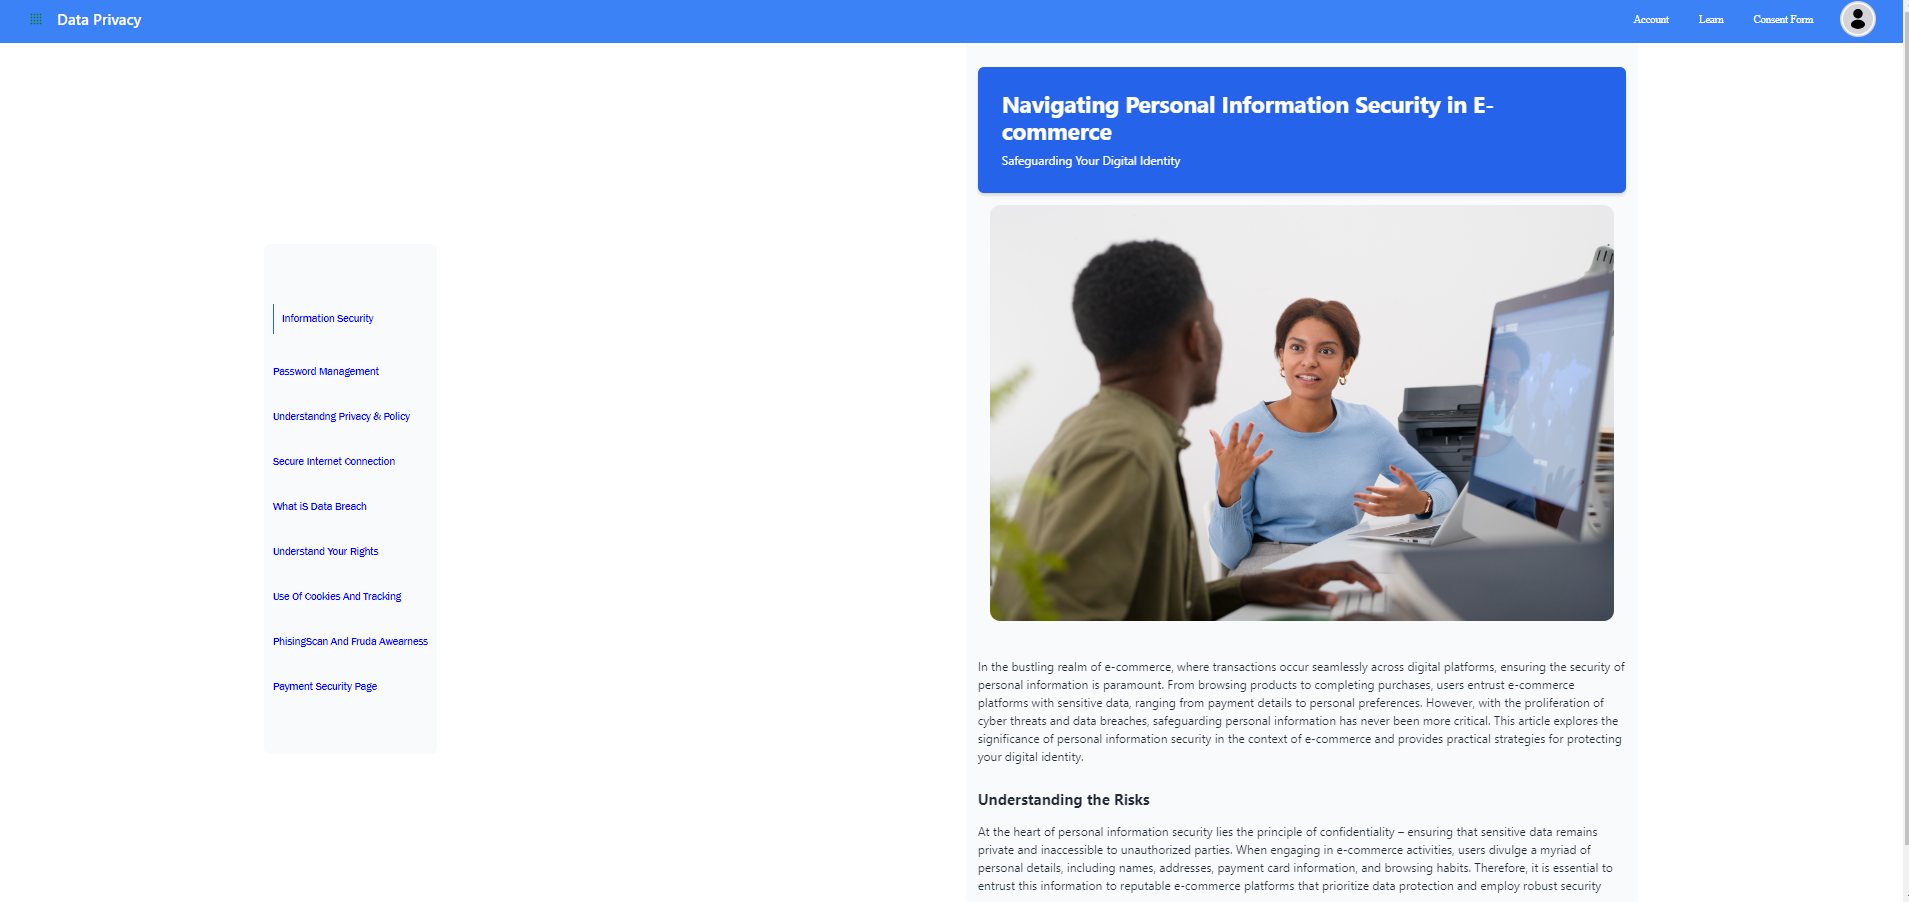 Data Privacy
Account
Learn
Consent Form
Information Security
Password Management
Understandng Privacy & Policy
Secure Internet Connection
What iS Data Breach
Understand Your Rights
Use Of Cookies And Tracking
PhisingScan And Fruda Awearness
Payment Security Page
Navigating Personal Information Security in E-
commerce
Safeguarding Your Digital Identity
In the bustling realm of e-commerce, where transactions occur seamlessly across digital platforms, ensuring the security of
personal information is paramount. From browsing products to completing purchases, users entrust e-commerce
platforms with sensitive data, ranging from payment details to personal preferences. However, with the proliferation of
cyber threats and data breaches, safeguarding personal information has never been more critical. This article explores the
significance of personal information security in the context of e-commerce and provides practical strategies for protecting
your digital identity.
Understanding the Risks
At the heart of personal information security lies the principle of confidentiality – ensuring that sensitive data remains
private and inaccessible to unauthorized parties. When engaging in e-commerce activities, users divulge a myriad of
personal details, including names, addresses, payment card information, and browsing habits. Therefore, it is essential to
entrust this information to reputable e-commerce platforms that prioritize data protection and employ robust security